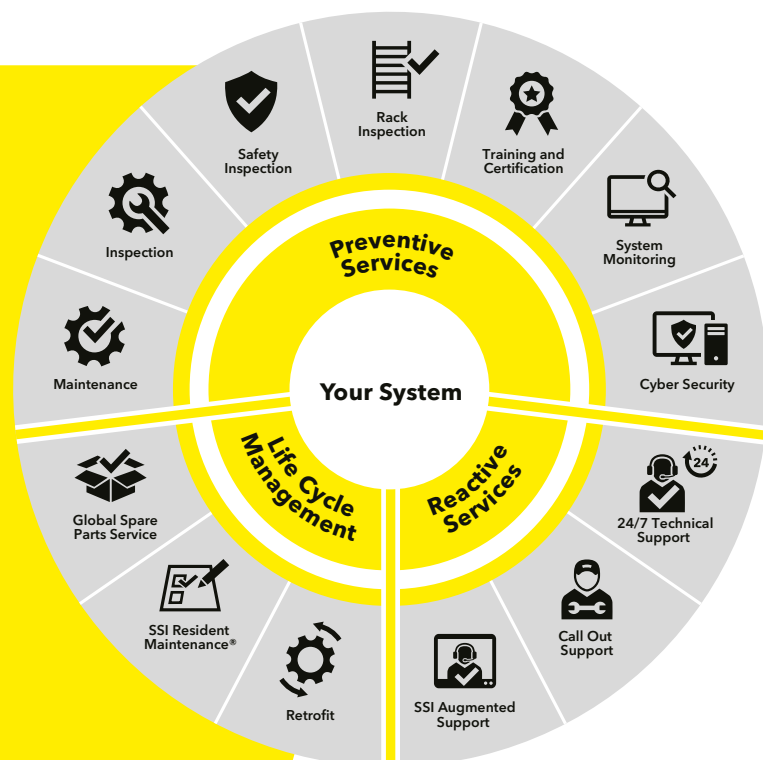 Rack
Inspection
Safety
Inspection
Training and
Certification
Inspection
System
Monitoring
Maintenance
Cyber Security
Preventive
Services
Your System
Life Cycle
Management
Reactive
Services
Global Spare
Parts Service
24
24/7 Technical
Support
SSI Resident
Maintenance®
Call Out
Support
Retrofit
SSI Augmented
Support